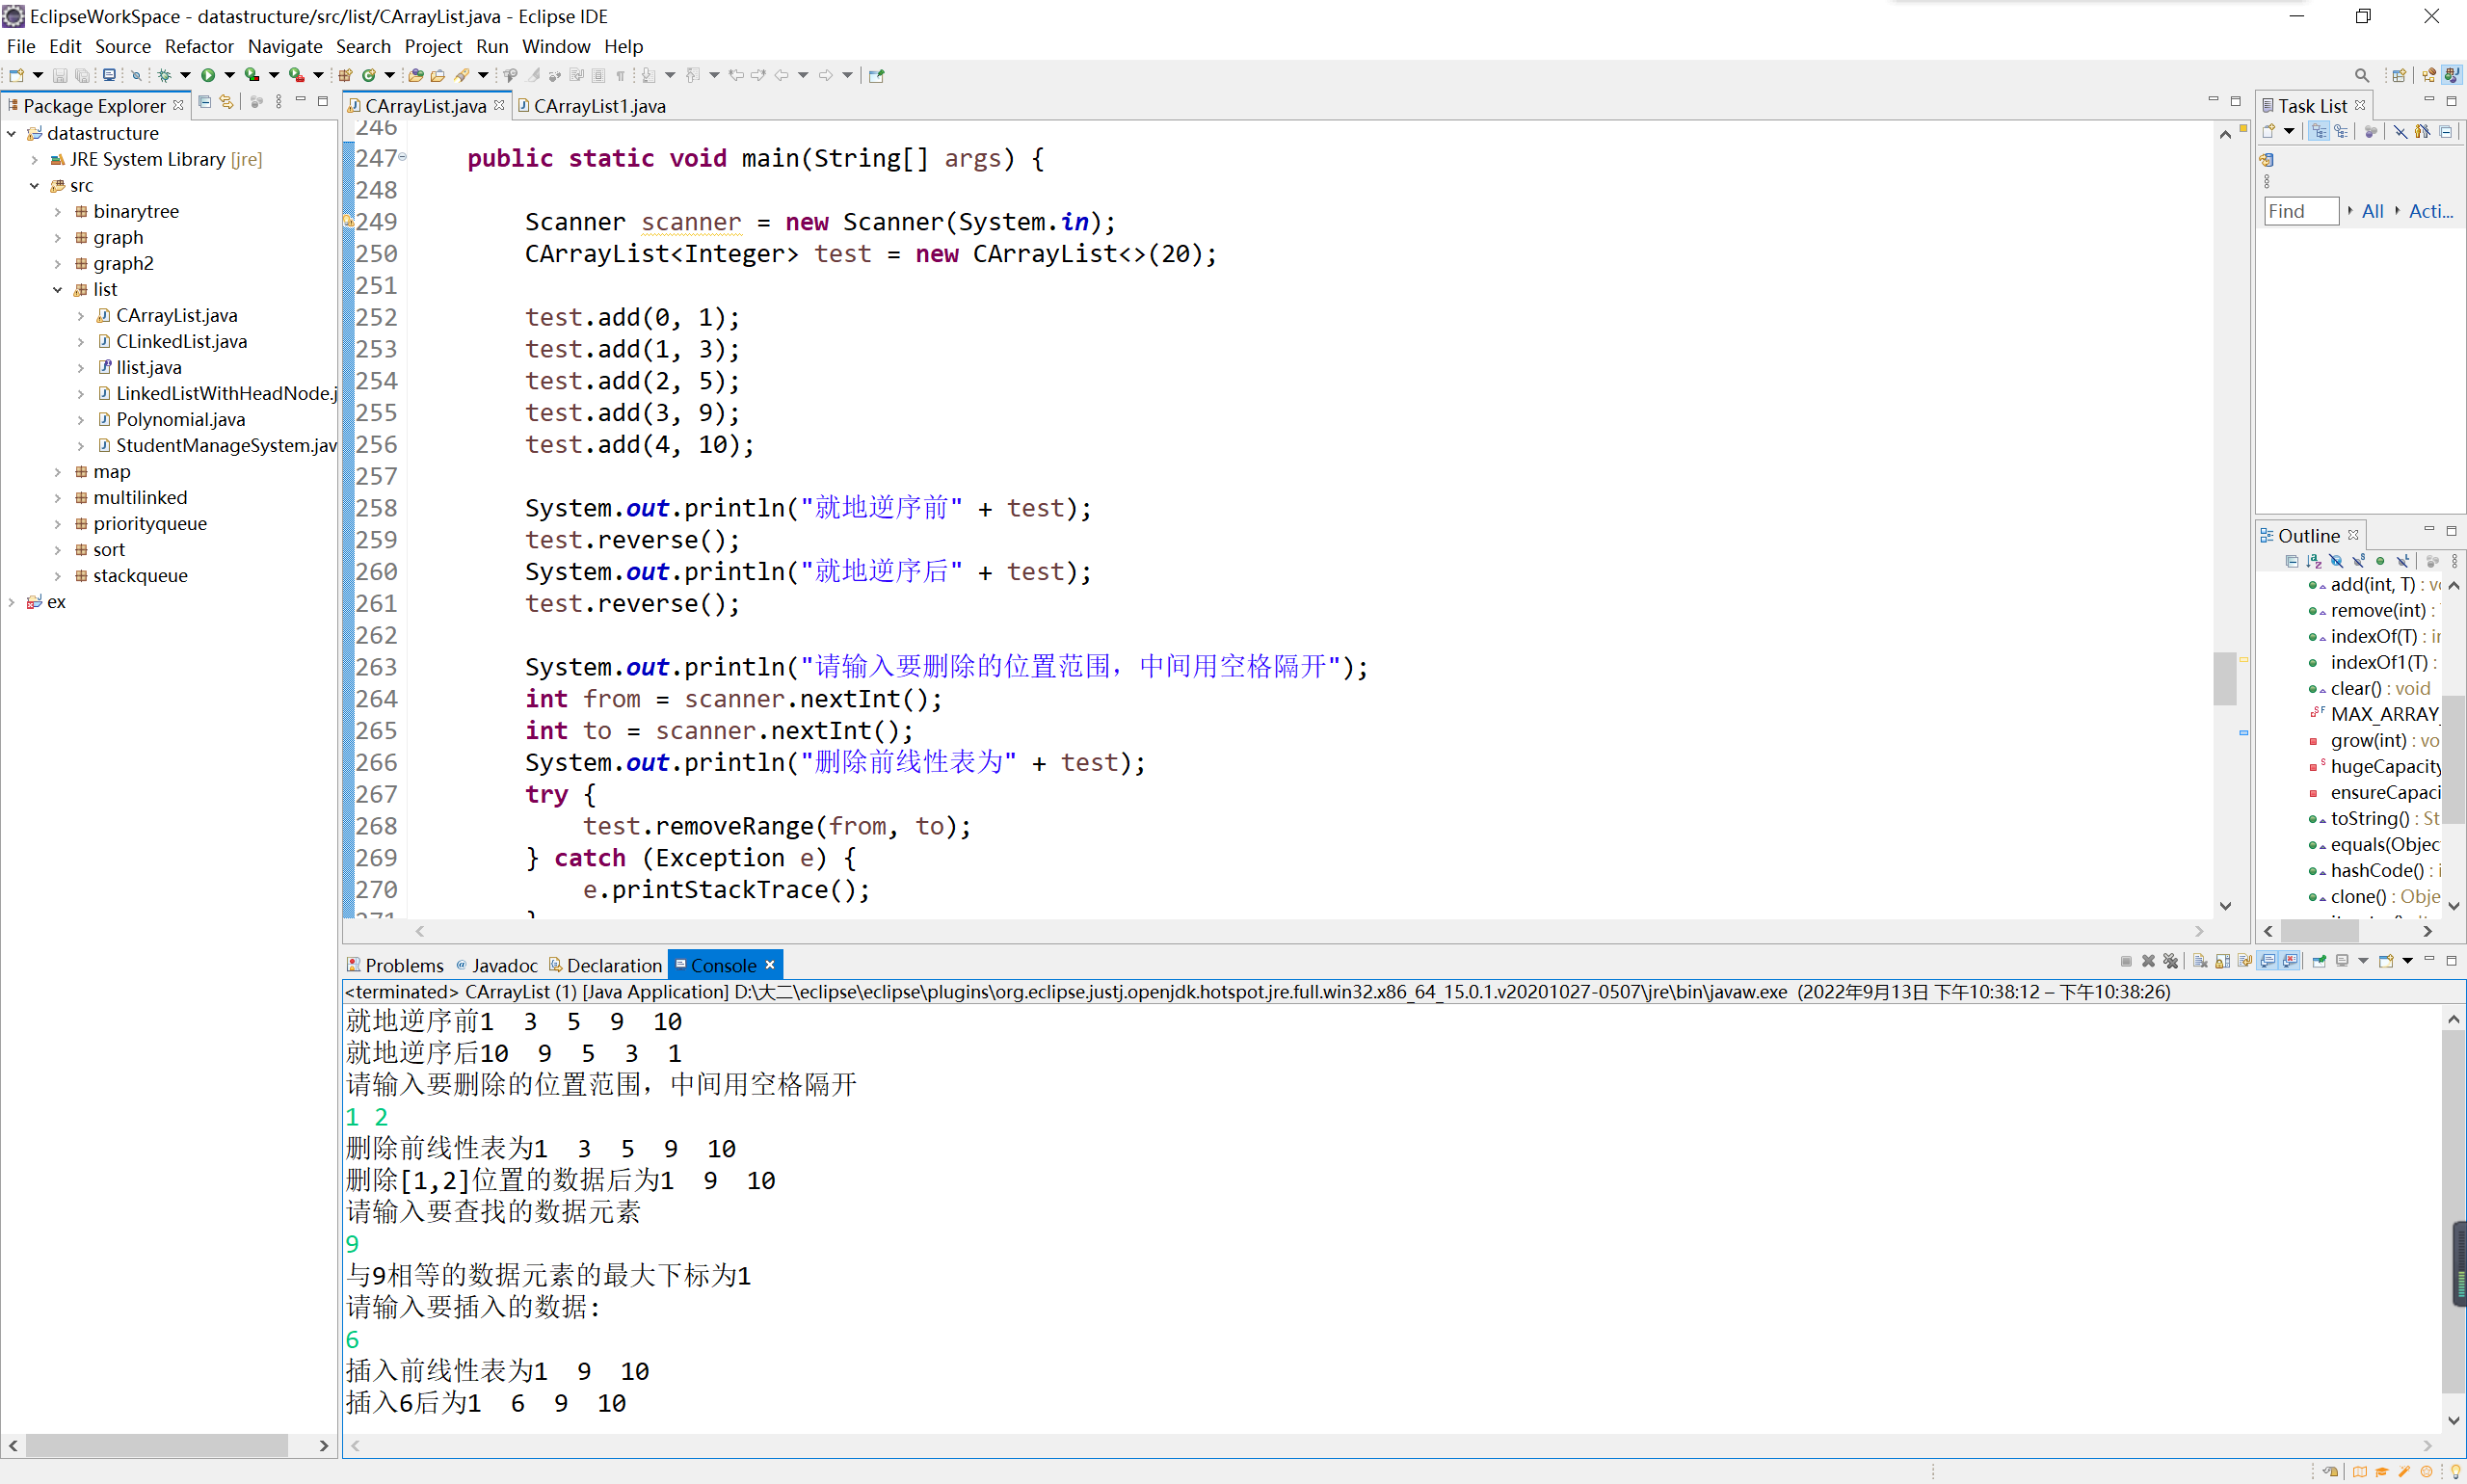 EclipseWorkSpace - datastructure/src/list/CArrayList.java - Eclipse IDE
File Edit Source Refactor Navigate Search Project Run Window Help
Package Explorer
datastructure
JRE System Library [jre]
src
binarytree
graph
graph2
list
CArrayList.java
CLinkedList.java
IList.java
LinkedListWithHeadNode.j
Polynomial.java
StudentManageSystem.jav
map
multilinked
priorityqueue
sort
stackqueue
ex
CArrayList.java CArrayList1.java
246
247 public static void main(String[] args) {
248
249 Scanner scanner = new Scanner(System.in);
250 CArrayList<Integer> test = new CArrayList<>(20);
251
252 test.add(0, 1);
253 test.add(1, 3);
254 test.add(2, 5);
255 test.add(3, 9);
256 test.add(4, 10);
257
258 System.out.println("就地逆序前" + test);
259 test.reverse();
260 System.out.println("就地逆序后" + test);
261 test.reverse();
262
263 System.out.println("请输入要删除的位置范围，中间用空格隔开");
264 int from = scanner.nextInt();
265 int to = scanner.nextInt();
266 System.out.println("删除前线性表为" + test);
267 try {
268 test.removeRange(from, to);
269 } catch (Exception e) {
270 e.printStackTrace();
271 }
Task List
Find All Acti...
Outline
add(int, T) : vo
remove(int) :
indexOf(T) : in
indexOf1(T) :
clear() : void
MAX_ARRAY_
grow(int) : vo
hugeCapacity
ensureCapaci
toString() : St
equals(Objec
hashCode() : i
clone() : Obje
Problems Javadoc Declaration Console
<terminated> CArrayList (1) [Java Application] D:\大二\eclipse\eclipse\plugins\org.eclipse.justj.openjdk.hotspot.jre.full.win32.x86_64_15.0.1.v20201027-0507\jre\bin\javaw.exe (2022年9月13日 下午10:38:12 – 下午10:38:26)
就地逆序前1 3 5 9 10
就地逆序后10 9 5 3 1
请输入要删除的位置范围，中间用空格隔开
1 2
删除前线性表为1 3 5 9 10
删除[1,2]位置的数据后为1 9 10
请输入要查找的数据元素
9
与9相等的数据元素的最大下标为1
请输入要插入的数据:
6
插入前线性表为1 9 10
插入6后为1 6 9 10